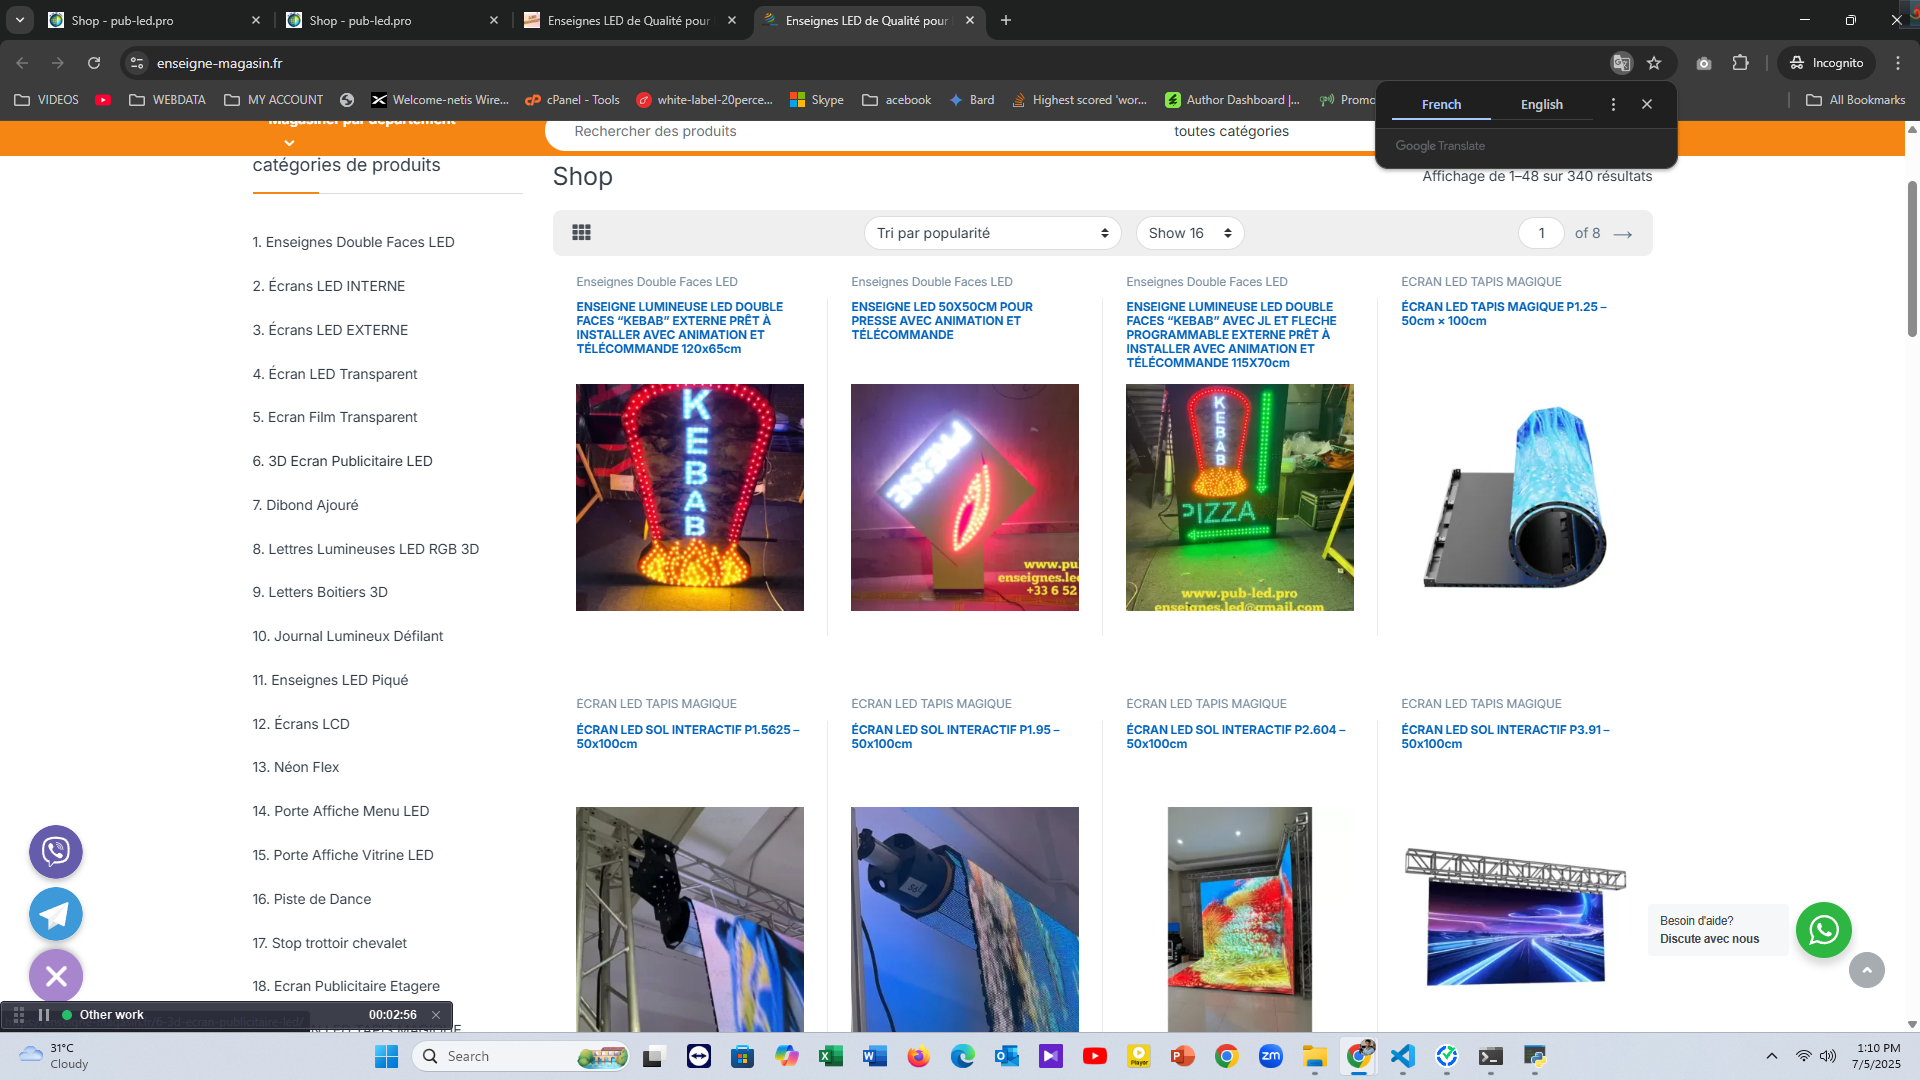 Shop - pub-led.pro
Shop - pub-led.pro
Enseignes LED de Qualité pour
Enseignes LED de Qualité pour
enseigne-magasin.fr
Incognito
VIDEOS
WEBDATA
MY ACCOUNT
Welcome-netis Wire...
cPanel - Tools
white-label-20perce...
Skype
acebook
Bard
Highest scored 'wor...
Author Dashboard |...
Promo
All Bookmarks
French
English
Google Translate
Magasiner par département
Rechercher des produits
toutes catégories
catégories de produits
1. Enseignes Double Faces LED
2. Écrans LED INTERNE
3. Écrans LED EXTERNE
4. Écran LED Transparent
5. Ecran Film Transparent
6. 3D Ecran Publicitaire LED
7. Dibond Ajouré
8. Lettres Lumineuses LED RGB 3D
9. Letters Boitiers 3D
10. Journal Lumineux Défilant
11. Enseignes LED Piqué
12. Écrans LCD
13. Néon Flex
14. Porte Affiche Menu LED
15. Porte Affiche Vitrine LED
16. Piste de Dance
17. Stop trottoir chevalet
18. Ecran Publicitaire Etagere
Shop
Affichage de 1–48 sur 340 résultats
Tri par popularité
Show 16
1
of 8
Enseignes Double Faces LED
ENSEIGNE LUMINEUSE LED DOUBLE
FACES “KEBAB” EXTERNE PRÊT À
INSTALLER AVEC ANIMATION ET
TÉLÉCOMMANDE 120x65cm
KEBAB
Enseignes Double Faces LED
ENSEIGNE LED 50X50CM POUR
PRESSE AVEC ANIMATION ET
TÉLÉCOMMANDE
PRESSE
www.pu
enseignes.le
+33 6 52
Enseignes Double Faces LED
ENSEIGNE LUMINEUSE LED DOUBLE
FACES “KEBAB” AVEC JL ET FLECHE
PROGRAMMABLE EXTERNE PRÊT À
INSTALLER AVEC ANIMATION ET
TÉLÉCOMMANDE 115X70cm
KEBAB
PIZZA
www.pub-led.pro
enseignes.led@gmail.com
ÉCRAN LED TAPIS MAGIQUE
ÉCRAN LED TAPIS MAGIQUE P1.25 –
50cm × 100cm
ÉCRAN LED TAPIS MAGIQUE
ÉCRAN LED SOL INTERACTIF P1.5625 –
50x100cm
ÉCRAN LED TAPIS MAGIQUE
ÉCRAN LED SOL INTERACTIF P1.95 –
50x100cm
ÉCRAN LED TAPIS MAGIQUE
ÉCRAN LED SOL INTERACTIF P2.604 –
50x100cm
ÉCRAN LED TAPIS MAGIQUE
ÉCRAN LED SOL INTERACTIF P3.91 –
50x100cm
Besoin d'aide?
Discute avec nous
Other work
00:02:56
31°C
Cloudy
Search
Player
zm
1:10 PM
7/5/2025